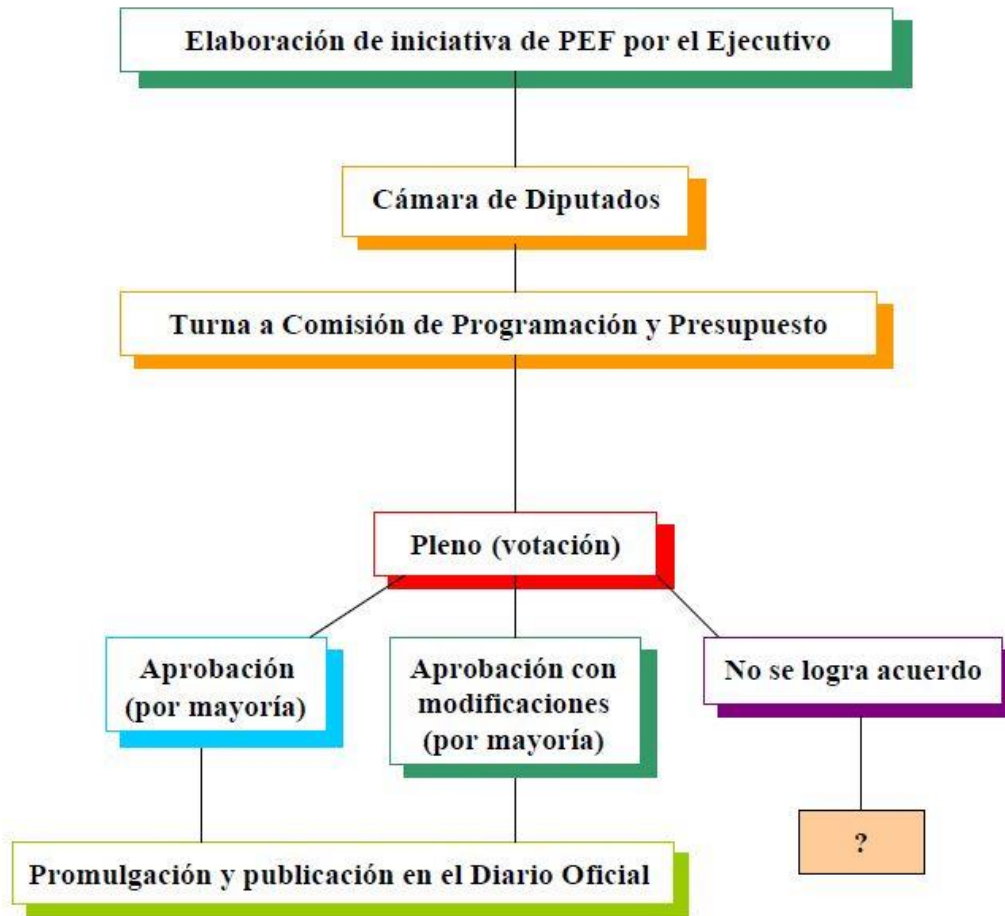 Elaboración de iniciativa de PEF por el Ejecutivo
Cámara de Diputados
Turna a Comisión de Programación y Presupuesto
Pleno (votación)
Aprobación
(por mayoría)
Aprobación con
modificaciones
(por mayoría)
No se logra acuerdo
?
Promulgación y publicación en el Diario Oficial